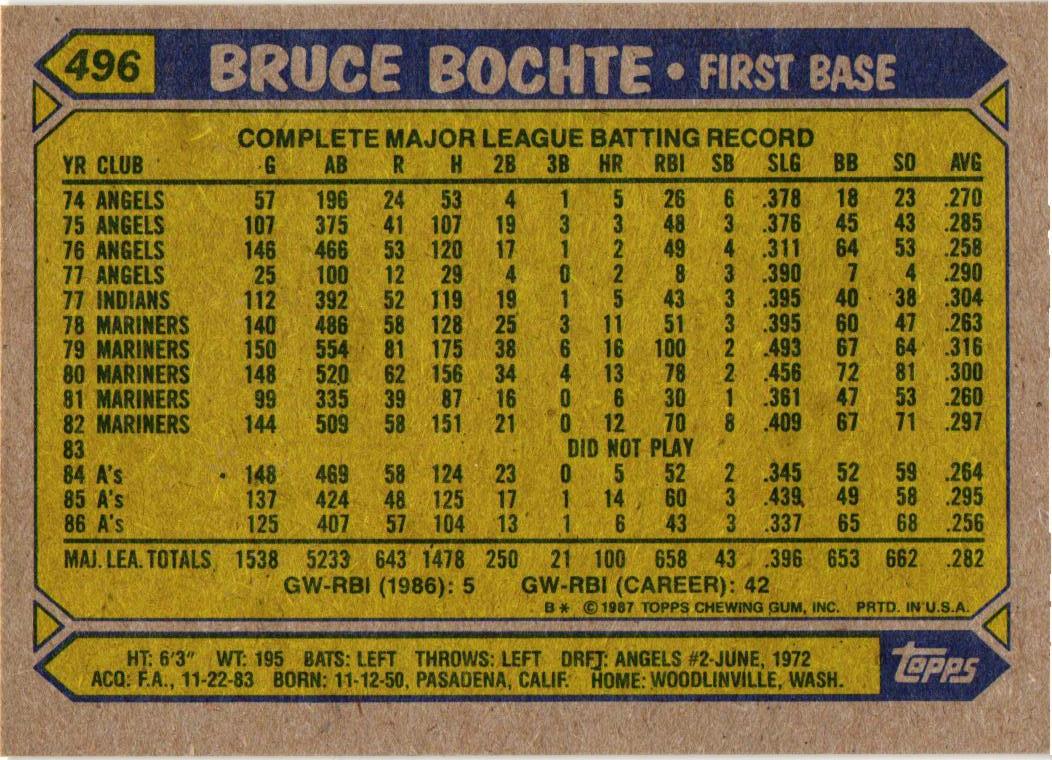 496 BRUCE BOCHTE • FIRST BASE
COMPLETE MAJOR LEAGUE BATTING RECORD
YR CLUB G AB R H 2B 3B HR RBI SB SLG BB SO AVG
74 ANGELS 57 196 24 53 4 1 5 26 6 .378 18 23 .270
75 ANGELS 107 375 41 107 19 3 3 48 3 .376 45 43 .285
76 ANGELS 146 466 53 120 17 1 2 49 4 .311 64 53 .258
77 ANGELS 25 100 12 29 4 0 2 8 3 .390 7 4 .290
77 INDIANS 112 392 52 119 19 1 5 43 3 .395 40 38 .304
78 MARINERS 140 486 58 128 25 3 11 51 3 .395 60 47 .263
79 MARINERS 150 554 81 175 38 6 16 100 2 .493 67 64 .316
80 MARINERS 148 520 62 156 34 4 13 78 2 .456 72 81 .300
81 MARINERS 99 335 39 87 16 0 6 30 1 .361 47 53 .260
82 MARINERS 144 509 58 151 21 0 12 70 8 .409 67 71 .297
83 DID NOT PLAY
84 A's 148 469 58 124 23 0 5 52 2 .345 52 59 .264
85 A's 137 424 48 125 17 1 14 60 3 .439 49 58 .295
86 A's 125 407 57 104 13 1 6 43 3 .337 65 68 .256
MAJ. LEA. TOTALS 1538 5233 643 1478 250 21 100 658 43 .396 653 662 .282
GW-RBI (1986): 5 GW-RBI (CAREER): 42
B* © 1987 TOPPS CHEWING GUM, INC. PRTD. IN U.S.A.
HT: 6'3" WT: 195 BATS: LEFT THROWS: LEFT DRFT: ANGELS #2-JUNE, 1972
ACQ: F.A., 11-22-83 BORN: 11-12-50, PASADENA, CALIF. HOME: WOODLINVILLE, WASH.
topps